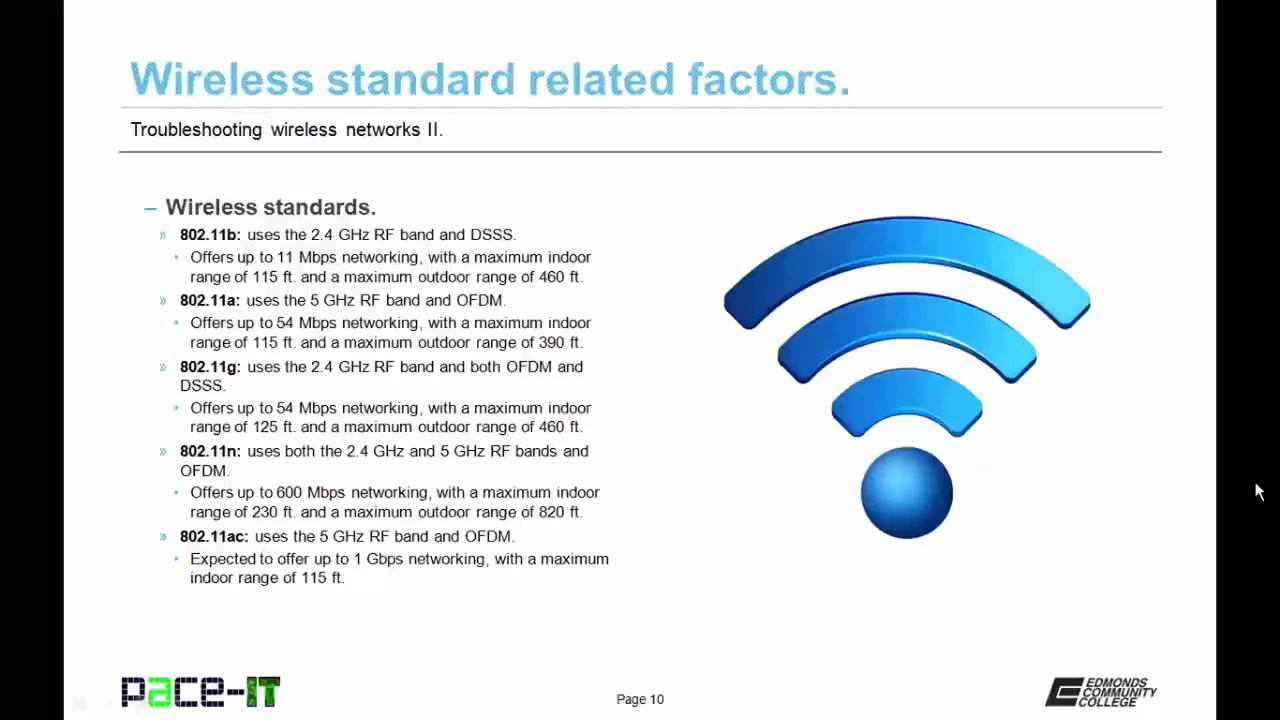 Wireless standard related factors.
Troubleshooting wireless networks II.
– Wireless standards.
» 802.11b: uses the 2.4 GHz RF band and DSSS.
• Offers up to 11 Mbps networking, with a maximum indoor
range of 115 ft. and a maximum outdoor range of 460 ft.
» 802.11a: uses the 5 GHz RF band and OFDM.
• Offers up to 54 Mbps networking, with a maximum indoor
range of 115 ft. and a maximum outdoor range of 390 ft.
» 802.11g: uses the 2.4 GHz RF band and both OFDM and
DSSS.
• Offers up to 54 Mbps networking, with a maximum indoor
range of 125 ft. and a maximum outdoor range of 460 ft.
» 802.11n: uses both the 2.4 GHz and 5 GHz RF bands and
OFDM.
• Offers up to 600 Mbps networking, with a maximum indoor
range of 230 ft. and a maximum outdoor range of 820 ft.
» 802.11ac: uses the 5 GHz RF band and OFDM.
• Expected to offer up to 1 Gbps networking, with a maximum
indoor range of 115 ft.
pace-IT
Page 10
EDMONDS
COMMUNITY
COLLEGE